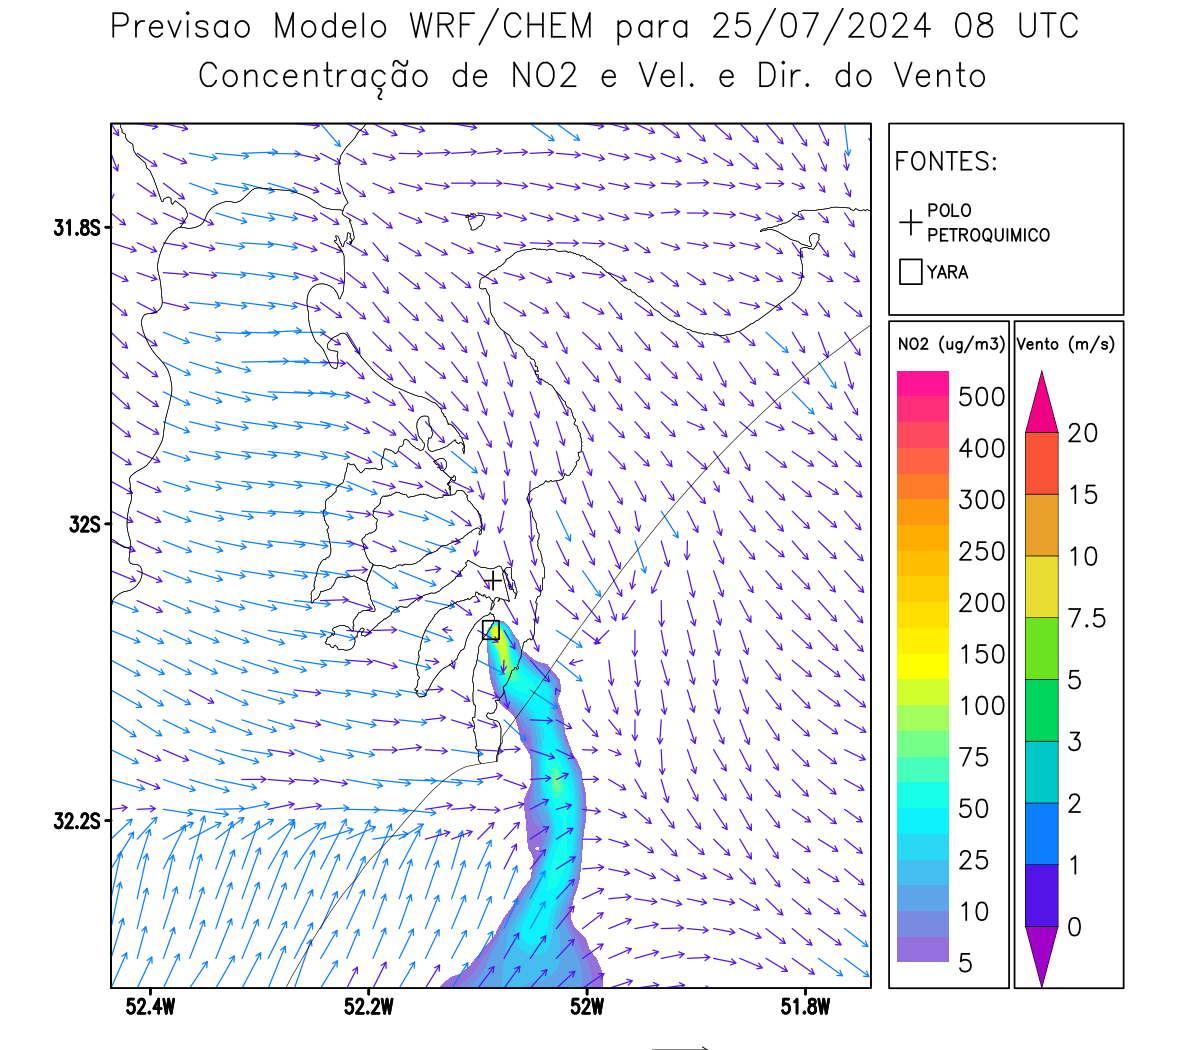 Previsao Modelo WRF/CHEM para 25/07/2024 08 UTC
Concentração de NO2 e Vel. e Dir. do Vento
FONTES:
POLO
PETROQUIMICO
YARA
NO2 (ug/m3)
500
400
300
250
200
150
100
75
50
25
10
5
Vento (m/s)
20
15
10
7.5
5
3
2
1
0
31.8S
32S
32.2S
52.4W
52.2W
52W
51.8W